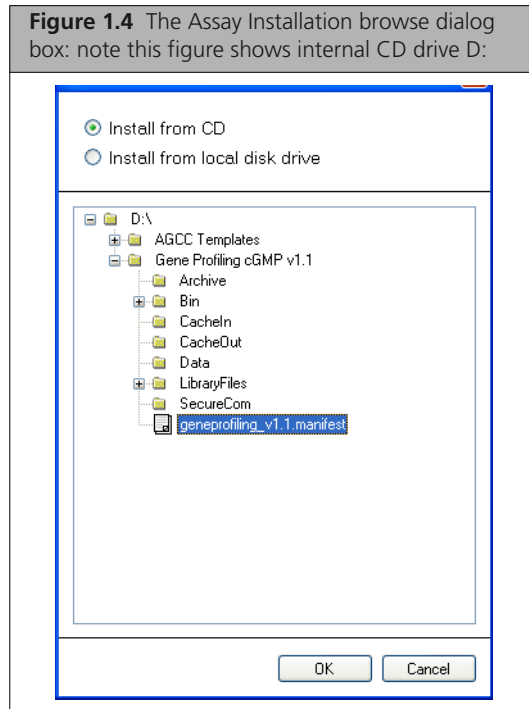 Figure 1.4 The Assay Installation browse dialog
box: note this figure shows internal CD drive D:
Install from CD
Install from local disk drive
D:\
AGCC Templates
Gene Profiling cGMP v1.1
Archive
Bin
CacheIn
CacheOut
Data
LibraryFiles
SecureCom
geneprofiling_v1.1.manifest
OK
Cancel